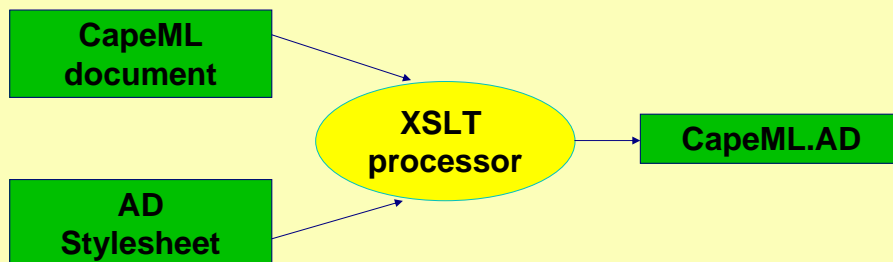 CapeML
document
XSLT
processor
CapeML.AD
AD
Stylesheet